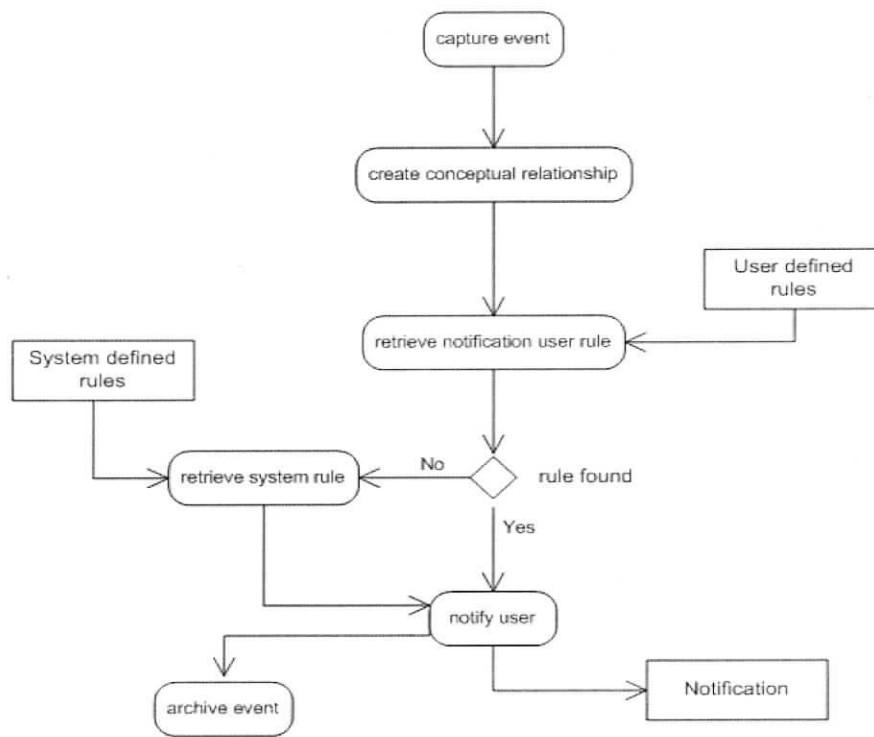 capture event
create conceptual relationship
User defined
rules
retrieve notification user rule
System defined
rules
retrieve system rule
No
rule found
Yes
notify user
Notification
archive event